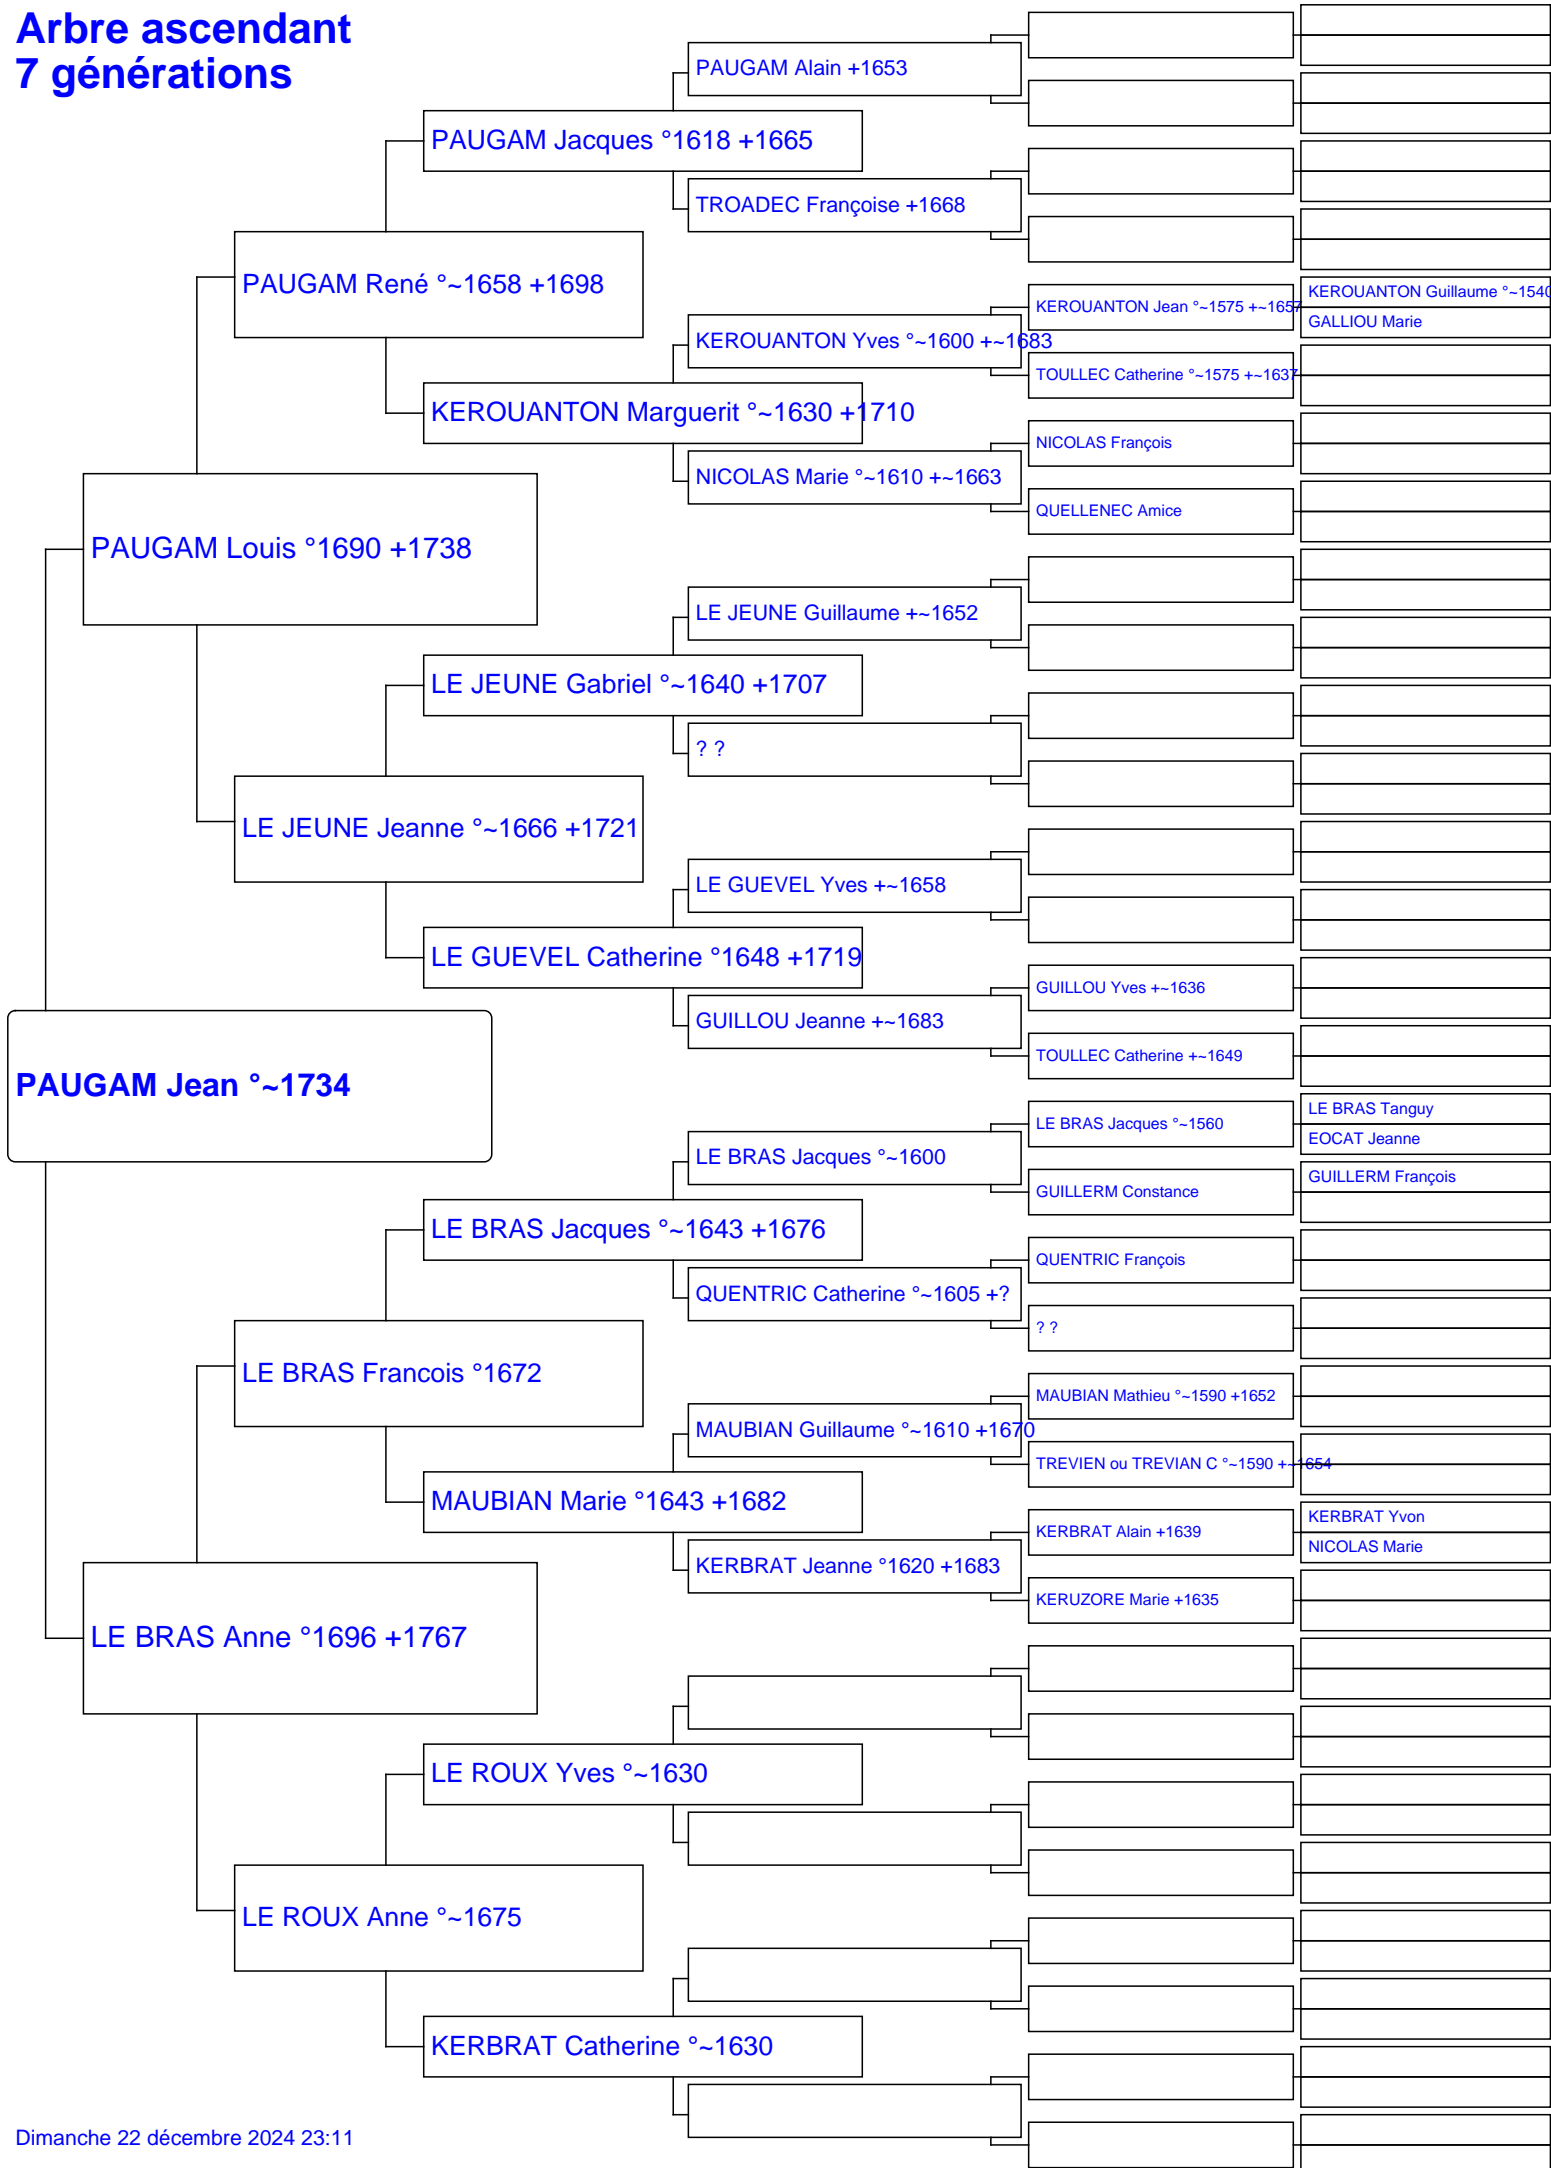 Arbre ascendant
7 générations
PAUGAM Jean °~1734
PAUGAM Louis °1690 +1738
LE BRAS Anne °1696 +1767
PAUGAM René °~1658 +1698
LE JEUNE Jeanne °~1666 +1721
LE BRAS Francois °1672
LE ROUX Anne °~1675
PAUGAM Jacques °1618 +1665
KEROUANTON Marguerit °~1630 +1710
LE JEUNE Gabriel °~1640 +1707
LE GUEVEL Catherine °1648 +1719
LE BRAS Jacques °~1643 +1676
MAUBIAN Marie °1643 +1682
LE ROUX Yves °~1630
KERBRAT Catherine °~1630
PAUGAM Alain +1653
TROADEC Françoise +1668
KEROUANTON Yves °~1600 +~1683
NICOLAS Marie °~1610 +~1663
LE JEUNE Guillaume +~1652
? ?
LE GUEVEL Yves +~1658
GUILLOU Jeanne +~1683
LE BRAS Jacques °~1600
QUENTRIC Catherine °~1605 +?
MAUBIAN Guillaume °~1610 +1670
KERBRAT Jeanne °1620 +1683
KEROUANTON Jean °~1575 +~1657
TOULLEC Catherine °~1575 +~1637
NICOLAS François
QUELLENEC Amice
GUILLOU Yves +~1636
TOULLEC Catherine +~1649
LE BRAS Jacques °~1560
GUILLERM Constance
QUENTRIC François
? ?
MAUBIAN Mathieu °~1590 +1652
TREVIEN ou TREVIAN C °~1590 +~1654
KERBRAT Alain +1639
KERUZORE Marie +1635
KEROUANTON Guillaume °~1540
GALLIOU Marie
LE BRAS Tanguy
EOCAT Jeanne
GUILLERM François
KERBRAT Yvon
NICOLAS Marie
Dimanche 22 décembre 2024 23:11